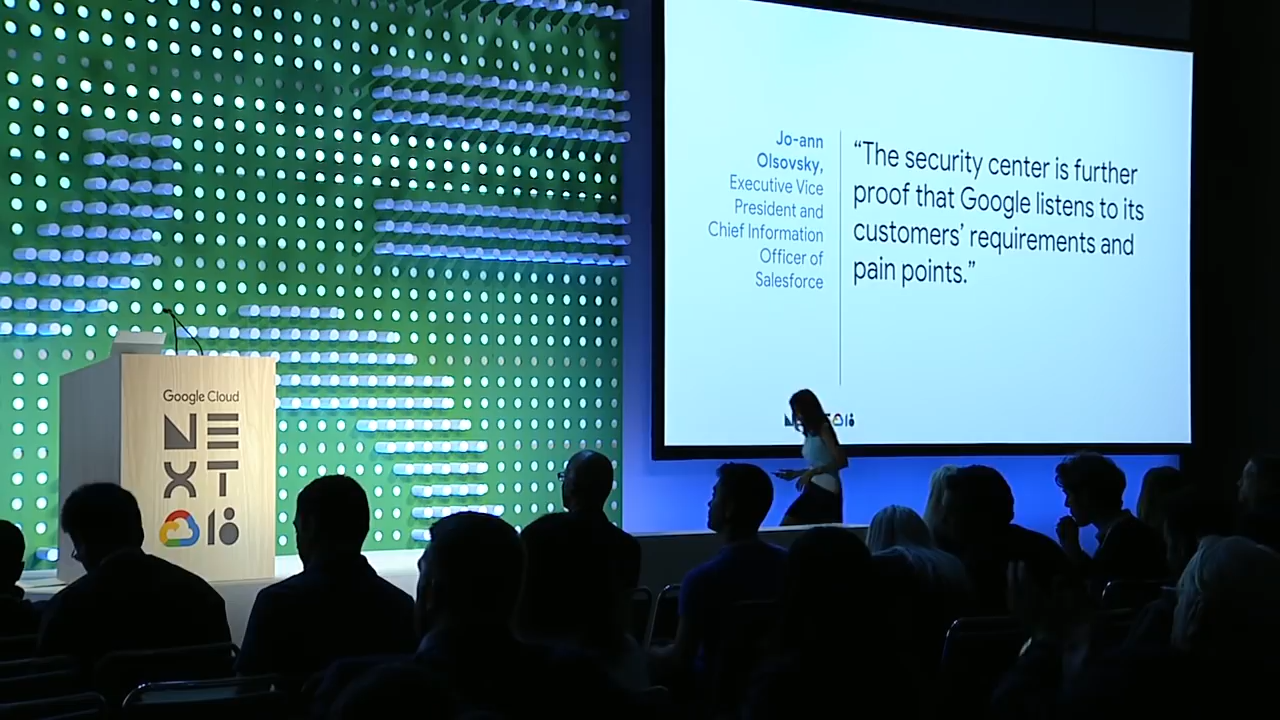 Jo-ann
Olsovsky,
Executive Vice
President and
Chief Information
Officer of
Salesforce
“The security center is further
proof that Google listens to its
customers’ requirements and
pain points.”
Google Cloud
NE
XT
18